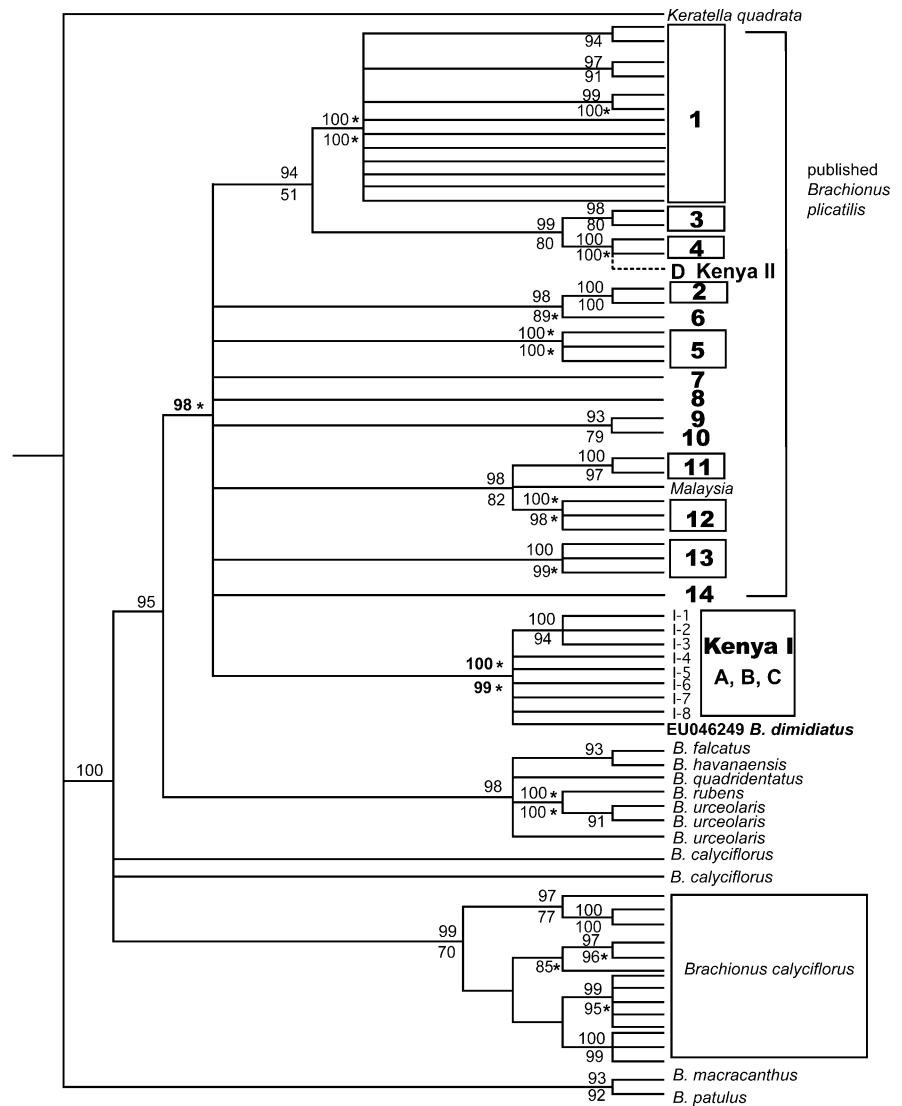 Keratella quadrata
94
97
91
99
100*
1
100 *
100 *
published
Brachionus
plicatilis
94
51
98
80
3
99
80
100
100*
4
D Kenya II
100
100
2
98
89*
6
100 *
100 *
5
7
8
98 *
93
79
9
10
100
97
11
98
82
Malaysia
100*
98 *
12
100
99*
13
14
95
100
94
I-1
I-2
I-3
I-4
I-5
I-6
I-7
I-8
Kenya I
A, B, C
100 *
99 *
EU046249 B. dimidiatus
93
B. falcatus
B. havanaensis
B. quadridentatus
98
100 *
100 *
B. rubens
91
B. urceolaris
B. urceolaris
B. urceolaris
100
B. calyciflorus
B. calyciflorus
97
77
100
100
99
70
97
96*
85*
99
95*
100
99
Brachionus calyciflorus
93
92
B. macracanthus
B. patulus